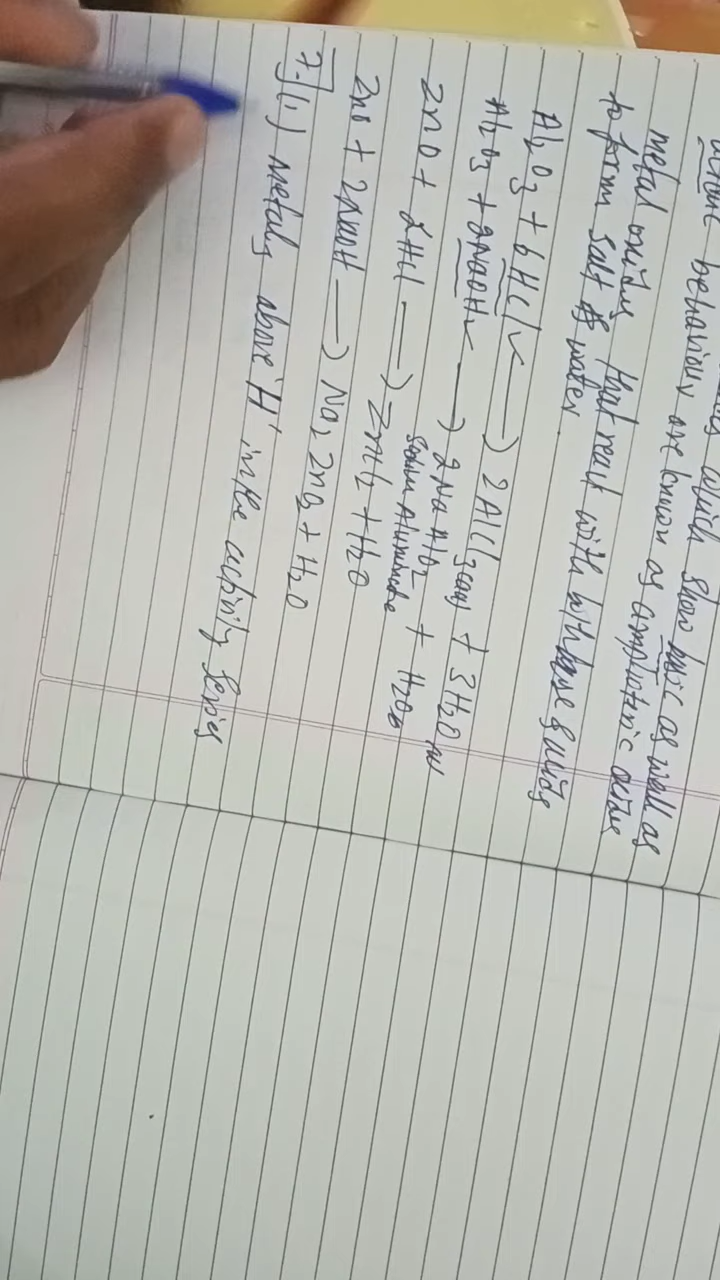 behaviour are known as amphoteric oxides
which show basic as well as
metal oxides that react with both base & acids
to form salt & water.
Al2O3 + 6HCl ⟶ 2AlCl3(aq) + 3H2O
Al2O3 + 2NaOH ⟶ 2NaAlO2 + H2O
Sodium Aluminate
ZnO + 2HCl ⟶ ZnCl2 + H2O
ZnO + 2NaOH ⟶ Na2ZnO2 + H2O
7.] (i) metals above 'H' in the activity series